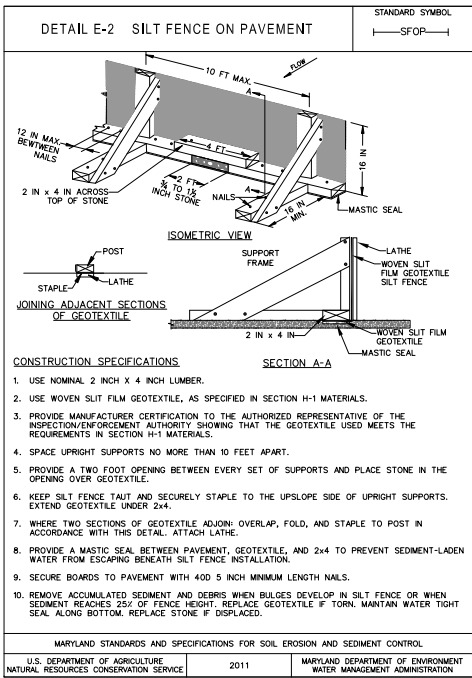 DETAIL E-2 SILT FENCE ON PAVEMENT
STANDARD SYMBOL
SFOP
FLOW
10 FT MAX.
A
12 IN MAX.
BEWTWEEN
NAILS
4 FT
16 IN
2 FT
¾ TO 1½
INCH STONE
2 IN x 4 IN ACROSS
TOP OF STONE
NAILS
A
16 IN
MIN.
MASTIC SEAL
ISOMETRIC VIEW
POST
STAPLE
LATHE
JOINING ADJACENT SECTIONS
OF GEOTEXTILE
SUPPORT
FRAME
LATHE
WOVEN SLIT
FILM GEOTEXTILE
SILT FENCE
2 IN x 4 IN
WOVEN SLIT FILM
GEOTEXTILE
MASTIC SEAL
SECTION A-A
CONSTRUCTION SPECIFICATIONS
1. USE NOMINAL 2 INCH X 4 INCH LUMBER.
2. USE WOVEN SLIT FILM GEOTEXTILE, AS SPECIFIED IN SECTION H-1 MATERIALS.
3. PROVIDE MANUFACTURER CERTIFICATION TO THE AUTHORIZED REPRESENTATIVE OF THE
INSPECTION/ENFORCEMENT AUTHORITY SHOWING THAT THE GEOTEXTILE USED MEETS THE
REQUIREMENTS IN SECTION H-1 MATERIALS.
4. SPACE UPRIGHT SUPPORTS NO MORE THAN 10 FEET APART.
5. PROVIDE A TWO FOOT OPENING BETWEEN EVERY SET OF SUPPORTS AND PLACE STONE IN THE
OPENING OVER GEOTEXTILE.
6. KEEP SILT FENCE TAUT AND SECURELY STAPLE TO THE UPSLOPE SIDE OF UPRIGHT SUPPORTS.
EXTEND GEOTEXTILE UNDER 2x4.
7. WHERE TWO SECTIONS OF GEOTEXTILE ADJOIN: OVERLAP, FOLD, AND STAPLE TO POST IN
ACCORDANCE WITH THIS DETAIL. ATTACH LATHE.
8. PROVIDE A MASTIC SEAL BETWEEN PAVEMENT, GEOTEXTILE, AND 2x4 TO PREVENT SEDIMENT-LADEN
WATER FROM ESCAPING BENEATH SILT FENCE INSTALLATION.
9. SECURE BOARDS TO PAVEMENT WITH 40D 5 INCH MINIMUM LENGTH NAILS.
10. REMOVE ACCUMULATED SEDIMENT AND DEBRIS WHEN BULGES DEVELOP IN SILT FENCE OR WHEN
SEDIMENT REACHES 25% OF FENCE HEIGHT. REPLACE GEOTEXTILE IF TORN. MAINTAIN WATER TIGHT
SEAL ALONG BOTTOM. REPLACE STONE IF DISPLACED.
MARYLAND STANDARDS AND SPECIFICATIONS FOR SOIL EROSION AND SEDIMENT CONTROL
U.S. DEPARTMENT OF AGRICULTURE
NATURAL RESOURCES CONSERVATION SERVICE
2011
MARYLAND DEPARTMENT OF ENVIRONMENT
WATER MANAGEMENT ADMINISTRATION